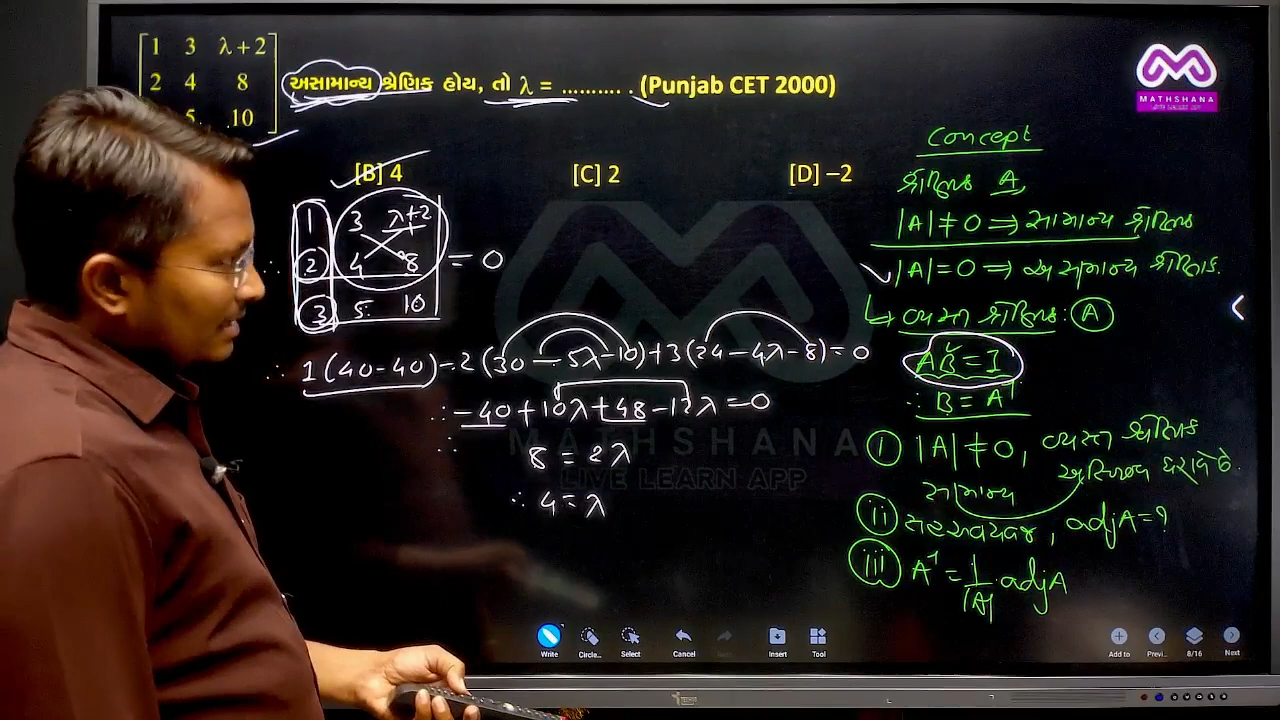 1 3 λ+2
2 4 8
5 10
અસામાન્ય શ્રેણિક હોય, તો λ = .......... . (Punjab CET 2000)
MATHSHANA
LIVE LEARN APP
[B] 4 [C] 2 [D] –2
1 3 λ+2
∴ 2 4 8 = 0
3 5 10
∴ 1(40-40)-2(30-5λ-10)+3(24-4λ-8)=0
∴ -40+10λ+48-12λ=0
∴ 8 = 2λ
∴ 4 = λ
Concept
શ્રેણિક A,
|A|≠0 ⇒ સામાન્ય શ્રેણિક
|A|=0 ⇒ અસામાન્ય શ્રેણિક.
↳ વ્યસ્ત શ્રેણિક : A
AB = I
∴ B = A⁻¹
i |A|≠0, વ્યસ્ત શ્રેણિક
સામાન્ય અસ્તિત્વ ધરાવે છે.
ii સહઅવયવજ, adjA=?
iii A⁻¹ = 1/|A| adjA
MATHSHANA
LIVE LEARN APP
Write Circle... Select Cancel Insert Tool
Add to Previ... 8/16 Next